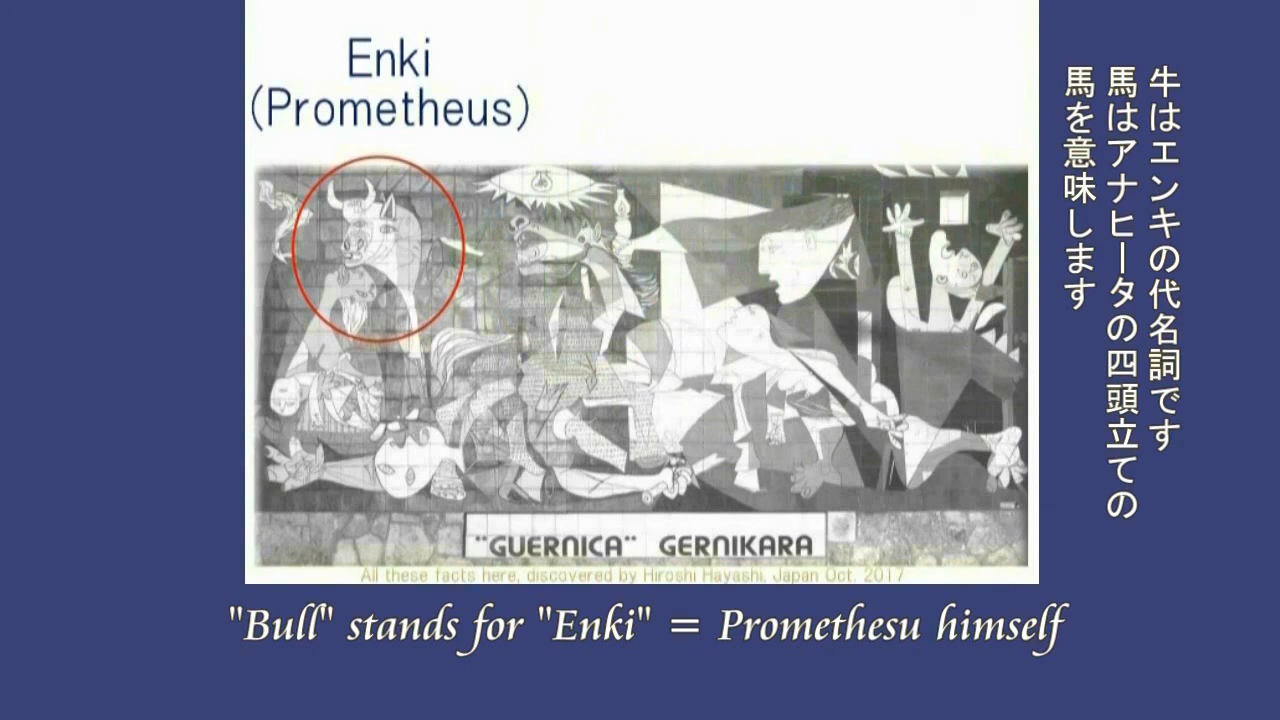 Enki
(Prometheus)
牛はエンキの代名詞です
馬はアナヒータの四頭立ての
馬を意味します
"GUERNICA" GERNIKARA
All these facts here, discovered by Hiroshi Hayashi, Japan Oct. 2017
"Bull" stands for "Enki" = Promethesu himself